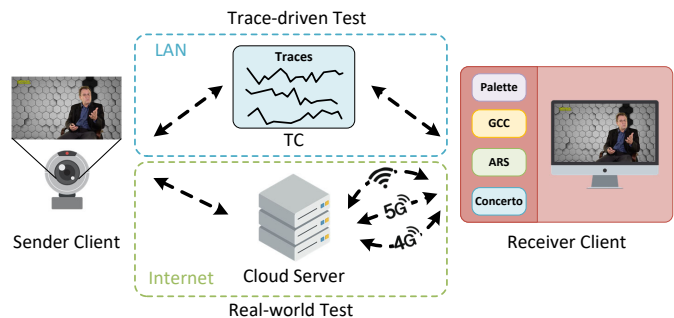 Trace-driven Test
LAN
Traces
TC
Sender Client
Internet
Cloud Server
5G
4G
Real-world Test
Palette
GCC
ARS
Concerto
Receiver Client